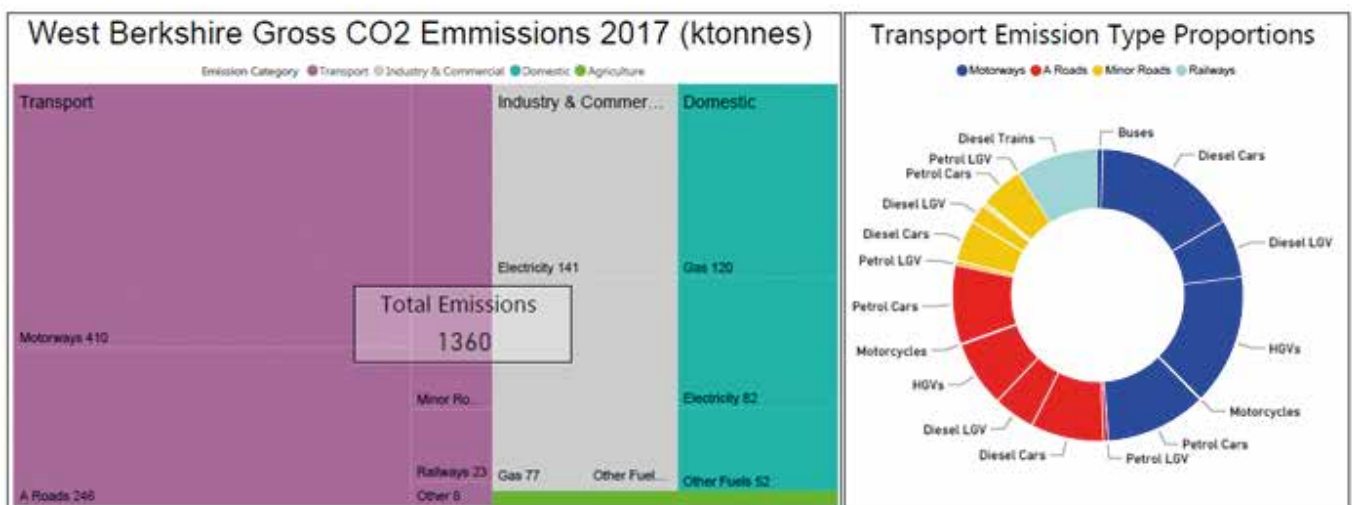 West Berkshire Gross CO2 Emmissions 2017 (ktonnes)
Emission Category Transport Industry & Commercial Domestic Agriculture
Transport
Motorways 410
A Roads 246
Minor Ro...
Railways 23
Other 8
Industry & Commer...
Electricity 141
Gas 77
Other Fuel...
Domestic
Gas 120
Electricity 82
Other Fuels 52
Total Emissions
1360
Transport Emission Type Proportions
Motorways A Roads Minor Roads Railways
Buses
Diesel Cars
Diesel LGV
HGVs
Motorcycles
Petrol Cars
Petrol LGV
Diesel Cars
Diesel LGV
HGVs
Motorcycles
Petrol Cars
Petrol LGV
Diesel Cars
Diesel LGV
Petrol Cars
Petrol LGV
Diesel Trains